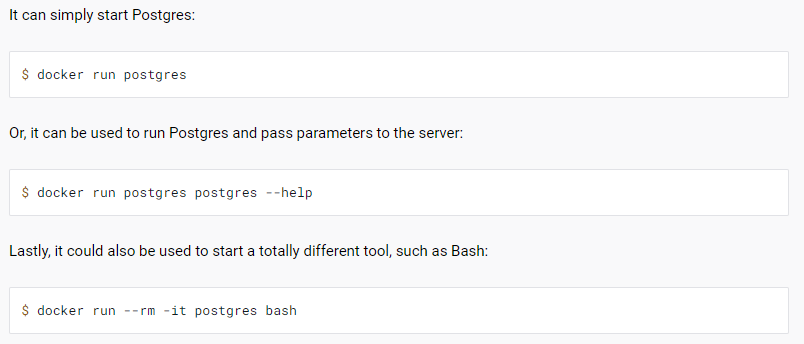 It can simply start Postgres:
$ docker run postgres
Or, it can be used to run Postgres and pass parameters to the server:
$ docker run postgres postgres --help
Lastly, it could also be used to start a totally different tool, such as Bash:
$ docker run --rm -it postgres bash